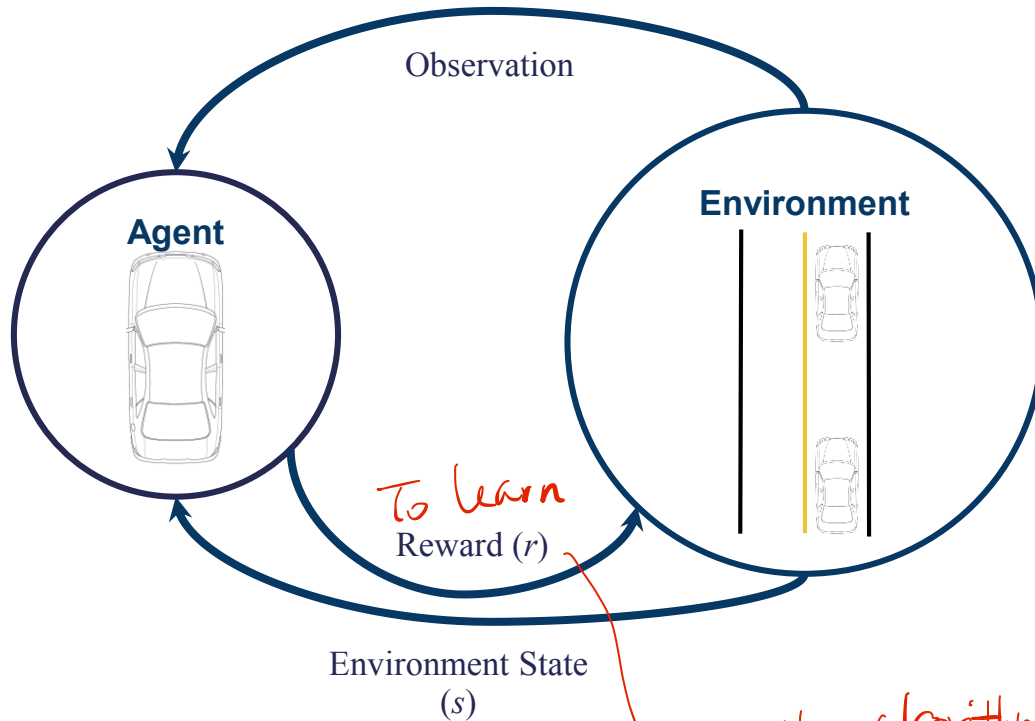 Observation
Agent
Environment
To learn
Reward (r)
Environment State
(s)